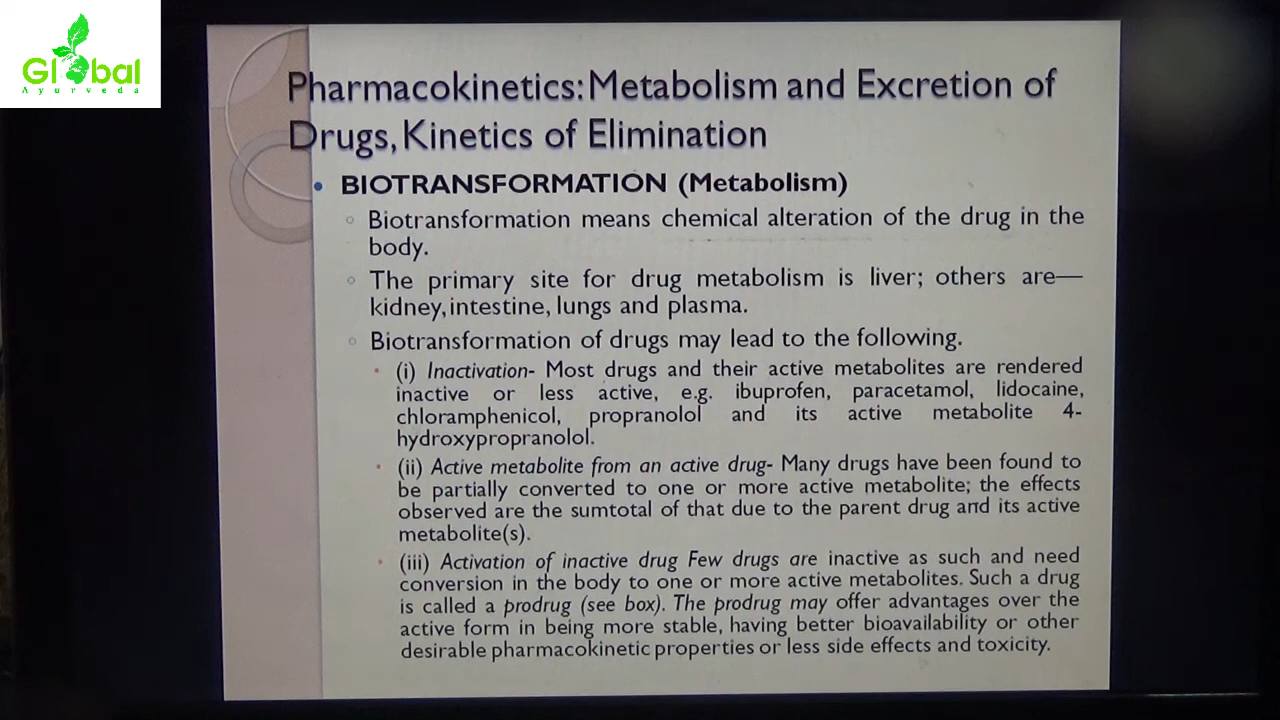 Global
Ayurveda
Pharmacokinetics: Metabolism and Excretion of
Drugs, Kinetics of Elimination
• BIOTRANSFORMATION (Metabolism)
◦ Biotransformation means chemical alteration of the drug in the
body.
◦ The primary site for drug metabolism is liver; others are—
kidney, intestine, lungs and plasma.
◦ Biotransformation of drugs may lead to the following.
• (i) Inactivation- Most drugs and their active metabolites are rendered
inactive or less active, e.g. ibuprofen, paracetamol, lidocaine,
chloramphenicol, propranolol and its active metabolite 4-
hydroxypropranolol.
• (ii) Active metabolite from an active drug- Many drugs have been found to
be partially converted to one or more active metabolite; the effects
observed are the sumtotal of that due to the parent drug and its active
metabolite(s).
• (iii) Activation of inactive drug Few drugs are inactive as such and need
conversion in the body to one or more active metabolites. Such a drug
is called a prodrug (see box). The prodrug may offer advantages over the
active form in being more stable, having better bioavailability or other
desirable pharmacokinetic properties or less side effects and toxicity.